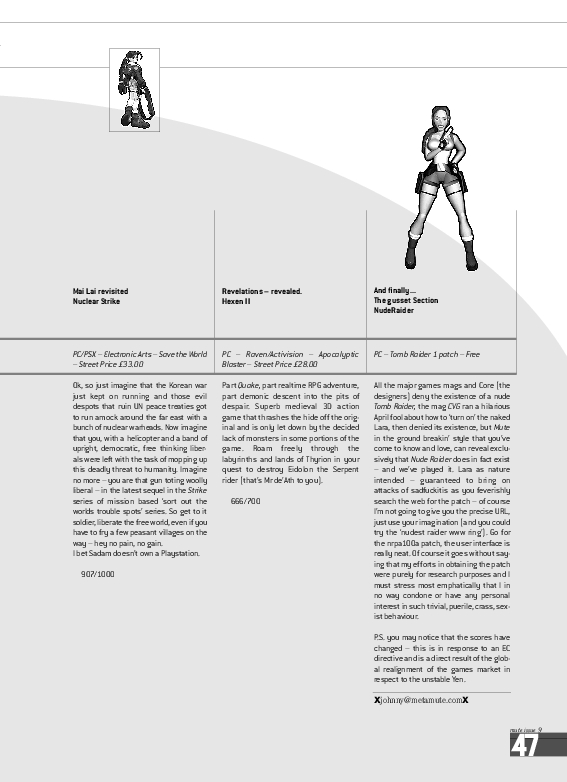 Mai Lai revisited
Nuclear Strike
PC/PSX – Electronic Arts – Save the World
– Street Price £33.00
Ok, so just imagine that the Korean war
just kept on running and those evil
despots that ruin UN peace treaties got
to run amock around the far east with a
bunch of nuclear warheads. Now imagine
that you, with a helicopter and a band of
upright, democratic, free thinking liber-
als were left with the task of mopping up
this deadly threat to humanity. Imagine
no more – you are that gun toting woolly
liberal – in the latest sequel in the Strike
series of mission based 'sort out the
worlds trouble spots' series. So get to it
soldier, liberate the free world, even if you
have to fry a few peasant villages on the
way – hey no pain, no gain.
I bet Sadam doesn't own a Playstation.
907/1000
Revelations – revealed.
Hexen II
PC – Raven/Activision – Apocalyptic
Blaster – Street Price £28.00
Part Quake, part realtime RPG adventure,
part demonic descent into the pits of
despair. Superb medieval 3D action
game that thrashes the hide off the orig-
inal and is only let down by the decided
lack of monsters in some portions of the
game. Roam freely through the
labyrinths and lands of Thyrion in your
quest to destroy Eidolon the Serpent
rider [that's Mr de'Ath to you].
666/700
And finally...
The gusset Section
NudeRaider
PC – Tomb Raider 1 patch – Free
All the major games mags and Core [the
designers] deny the existence of a nude
Tomb Raider, the mag CVG ran a hilarious
April fool about how to 'turn on' the naked
Lara, then denied its existence, but Mute
in the ground breakin' style that you've
come to know and love, can reveal exclu-
sively that Nude Raider does in fact exist
– and we've played it. Lara as nature
intended – guaranteed to bring on
attacks of sadfuckitis as you feverishly
search the web for the patch – of course
I'm not going to give you the precise URL,
just use your imagination [and you could
try the 'nudest raider www ring']. Go for
the nrpa100a patch, the user interface is
really neat. Of course it goes without say-
ing that my efforts in obtaining the patch
were purely for research purposes and I
must stress most emphatically that I in
no way condone or have any personal
interest in such trivial, puerile, crass, sex-
ist behaviour.
P.S. you may notice that the scores have
changed – this is in response to an EC
directive and is a direct result of the glob-
al realignment of the games market in
respect to the unstable Yen.
Xjohnny@metamute.comX
mute issue 9
47